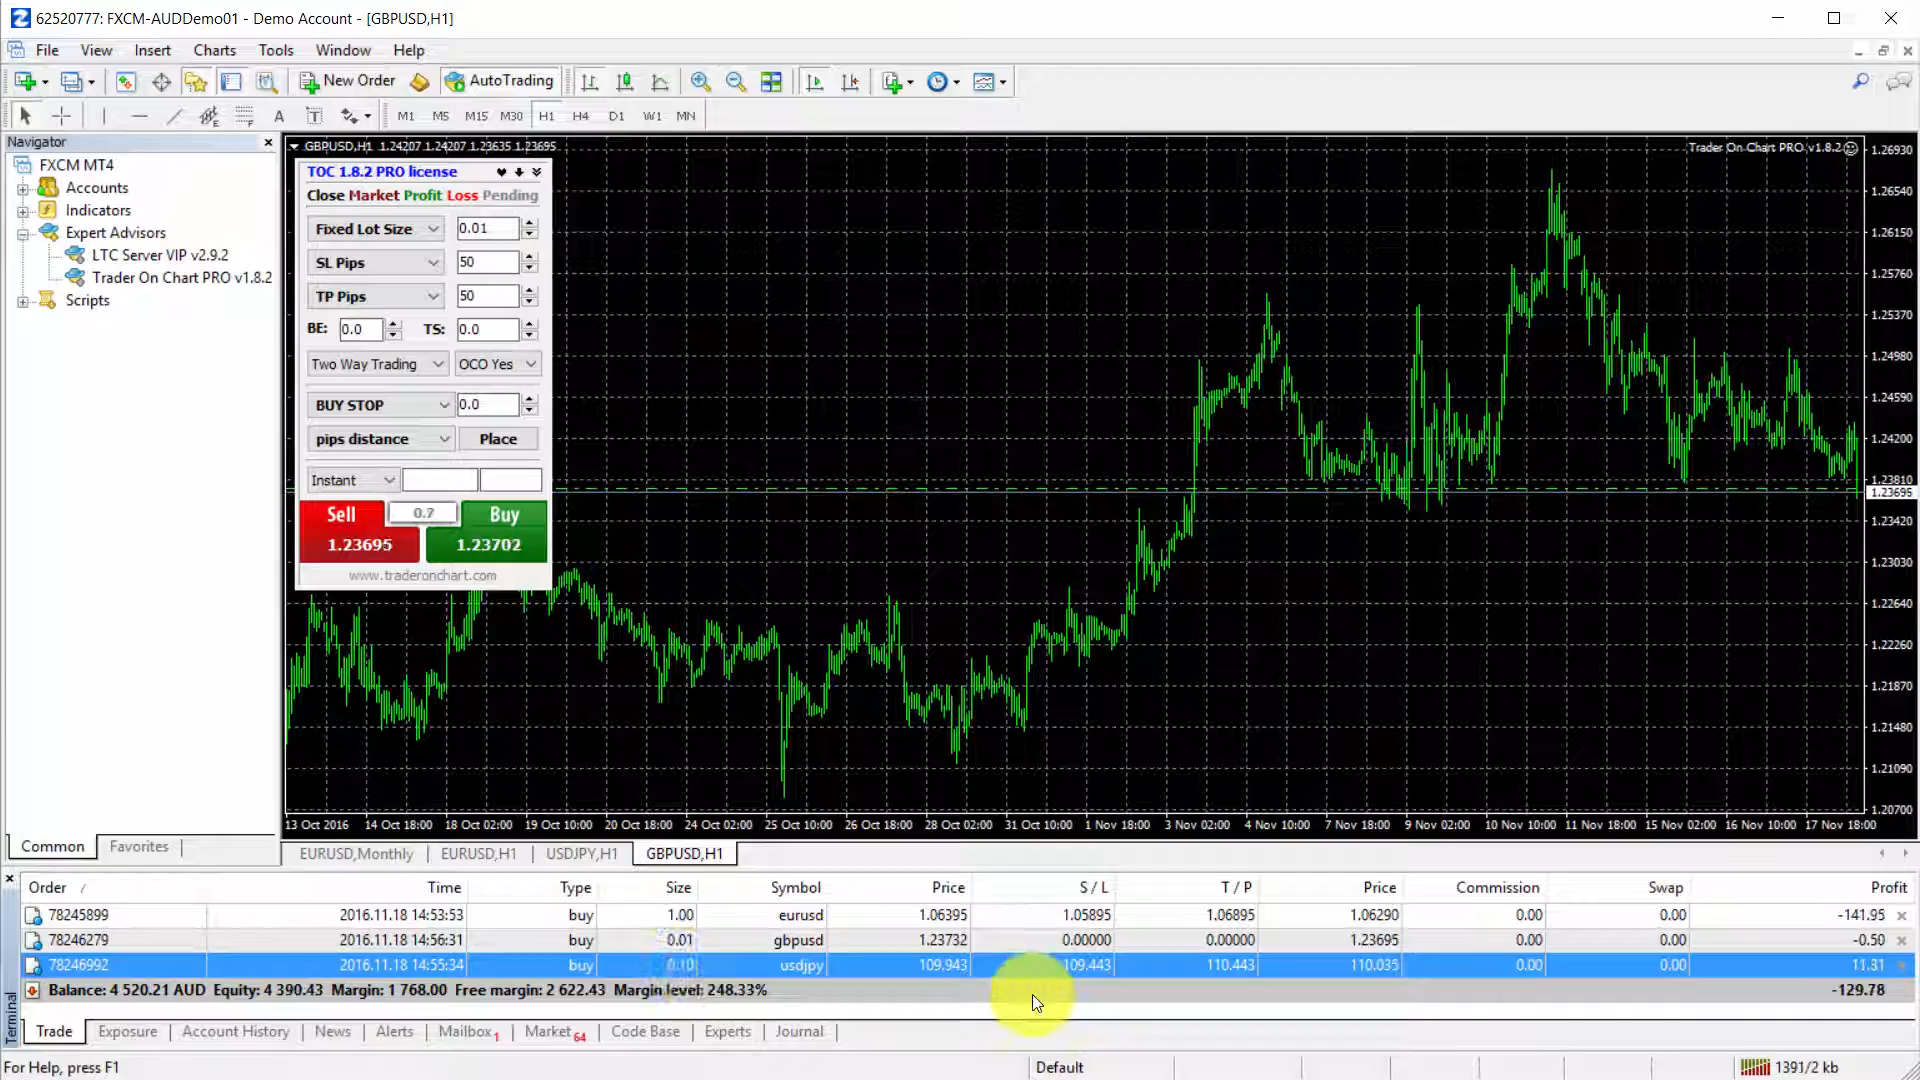 62520777: FXCM-AUDDemo01 - Demo Account - [GBPUSD,H1]
File View Insert Charts Tools Window Help
New Order AutoTrading
A T M1 M5 M15 M30 H1 H4 D1 W1 MN
Navigator
FXCM MT4
Accounts
Indicators
Expert Advisors
LTC Server VIP v2.9.2
Trader On Chart PRO v1.8.2
Scripts
Common Favorites
GBPUSD,H1 1.24207 1.24207 1.23635 1.23695
Trader On Chart PRO v1.8.2
TOC 1.8.2 PRO license
Close Market Profit Loss Pending
Fixed Lot Size 0.01
SL Pips 50
TP Pips 50
BE: 0.0 TS: 0.0
Two Way Trading OCO Yes
BUY STOP 0.0
pips distance Place
Instant
Sell 0.7 Buy
1.23695 1.23702
www.traderonchart.com
1.26930
1.26540
1.26150
1.25760
1.25370
1.24980
1.24590
1.24200
1.23810
1.23695
1.23420
1.23030
1.22640
1.22260
1.21870
1.21480
1.21090
1.20700
13 Oct 2016 14 Oct 18:00 18 Oct 02:00 19 Oct 10:00 20 Oct 18:00 24 Oct 02:00 25 Oct 10:00 26 Oct 18:00 28 Oct 02:00 31 Oct 10:00 1 Nov 18:00 3 Nov 02:00 4 Nov 10:00 7 Nov 18:00 9 Nov 02:00 10 Nov 10:00 11 Nov 18:00 15 Nov 02:00 16 Nov 10:00 17 Nov 18:00
EURUSD,Monthly EURUSD,H1 USDJPY,H1 GBPUSD,H1
Order / Time Type Size Symbol Price S / L T / P Price Commission Swap Profit
78245899 2016.11.18 14:53:53 buy 1.00 eurusd 1.06395 1.05895 1.06895 1.06290 0.00 0.00 -141.95
78246279 2016.11.18 14:56:31 buy 0.01 gbpusd 1.23732 0.00000 0.00000 1.23695 0.00 0.00 -0.50
78246992 2016.11.18 14:55:34 buy 0.10 usdjpy 109.943 109.443 110.443 110.035 0.00 0.00
Balance: 4 520.21 AUD Equity: 4 390.43 Margin: 1 768.00 Free margin: 2 622.43 Margin level: 248.33% -129.78
Terminal
Trade Exposure Account History News Alerts Mailbox 1 Market 64 Code Base Experts Journal
For Help, press F1 Default 1391/2 kb